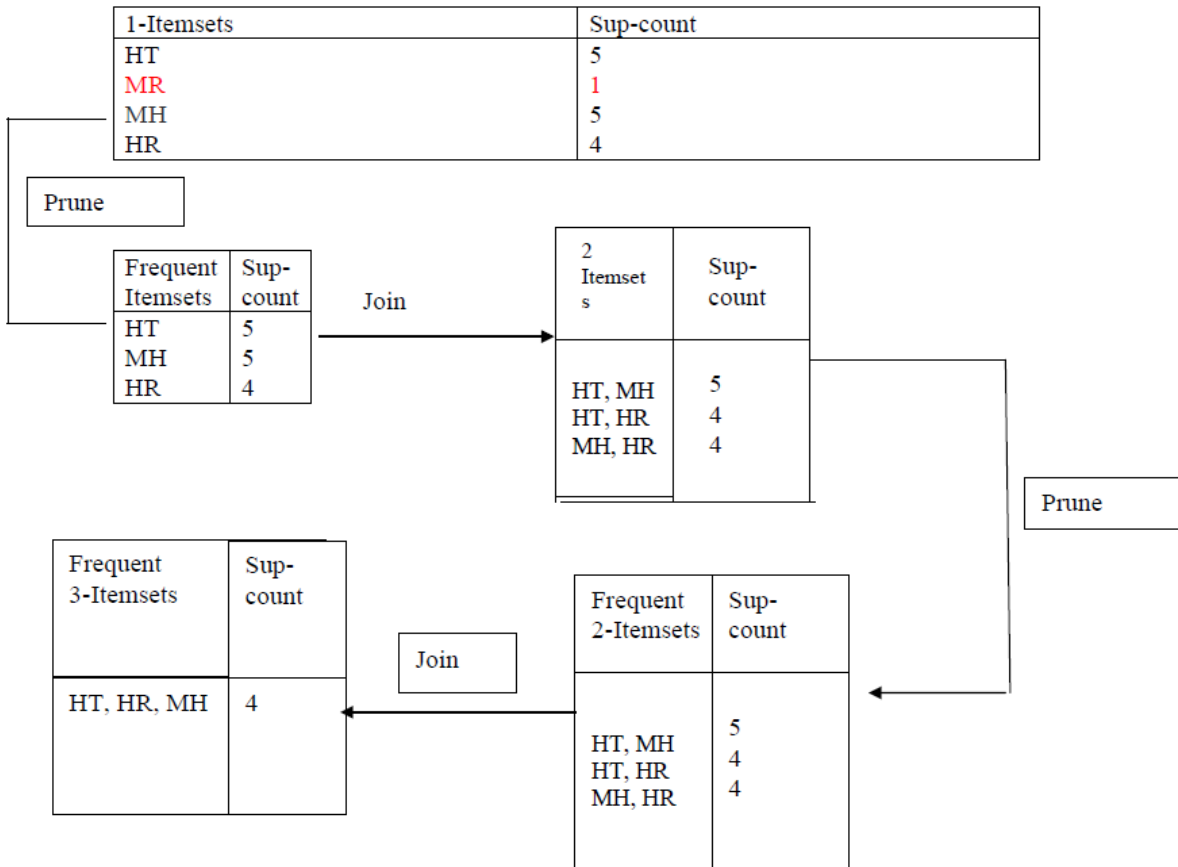 1-Itemsets Sup-count
HT 5
MR 1
MH 5
HR 4
Prune
Frequent Sup-
Itemsets count
HT 5
MH 5
HR 4
Join
2
Itemset
s
Sup-
count
HT, MH 5
HT, HR 4
MH, HR 4
Prune
Frequent Sup-
3-Itemsets count
HT, HR, MH 4
Join
Frequent Sup-
2-Itemsets count
HT, MH 5
HT, HR 4
MH, HR 4